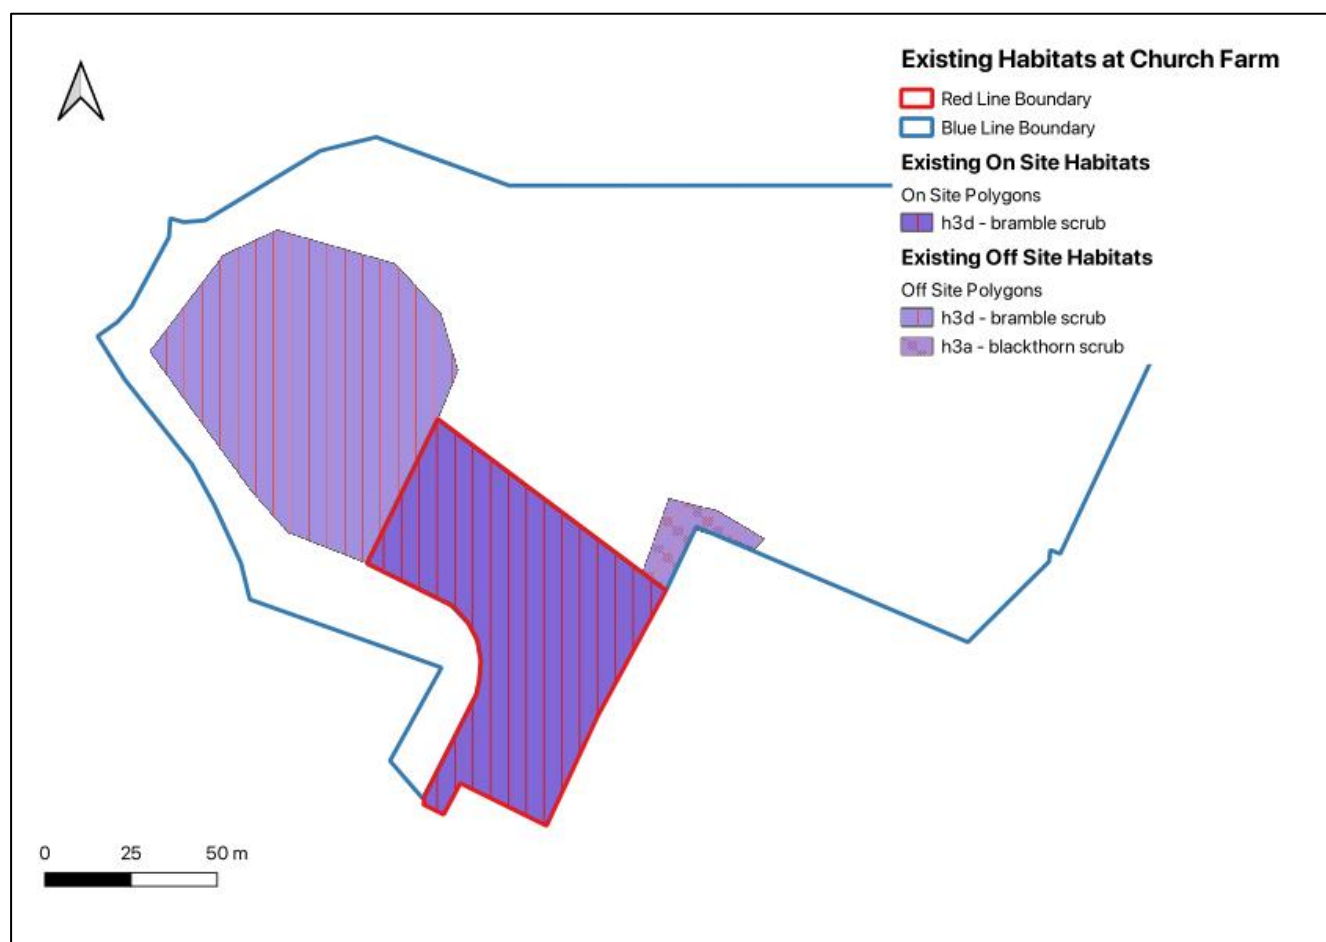 Existing Habitats at Church Farm
Red Line Boundary
Blue Line Boundary
Existing On Site Habitats
On Site Polygons
h3d - bramble scrub
Existing Off Site Habitats
Off Site Polygons
h3d - bramble scrub
h3a - blackthorn scrub
0 25 50 m